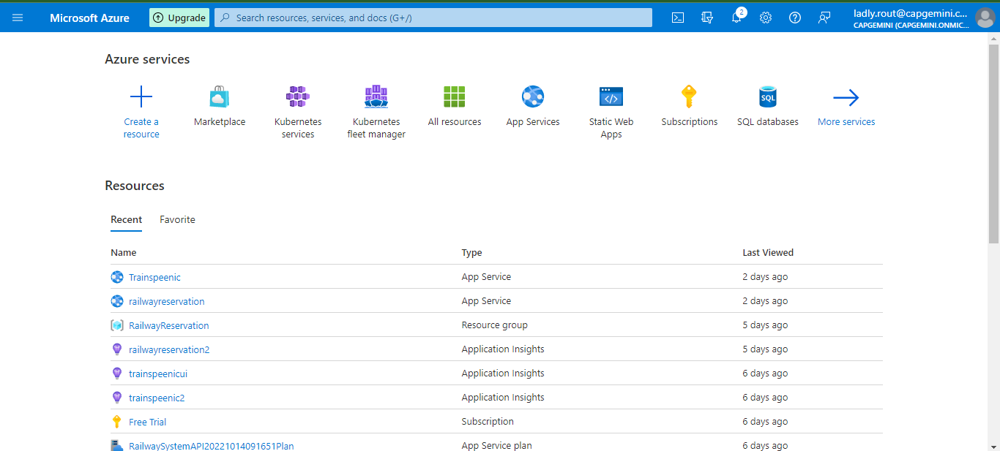 Microsoft Azure
Upgrade
Search resources, services, and docs (G+/)
2
ladly.rout@capgemini.c...
CAPGEMINI (CAPGEMINI.ONMIC...
Azure services
Create a
resource
Marketplace
Kubernetes
services
Kubernetes
fleet manager
All resources
App Services
Static Web
Apps
Subscriptions
SQL
SQL databases
More services
Resources
Recent Favorite
Name Type Last Viewed
Trainspeenic App Service 2 days ago
railwayreservation App Service 2 days ago
RailwayReservation Resource group 5 days ago
railwayreservation2 Application Insights 5 days ago
trainspeenicui Application Insights 6 days ago
trainspeenic2 Application Insights 6 days ago
Free Trial Subscription 6 days ago
RailwaySystemAPI20221014091651Plan App Service plan 6 days ago